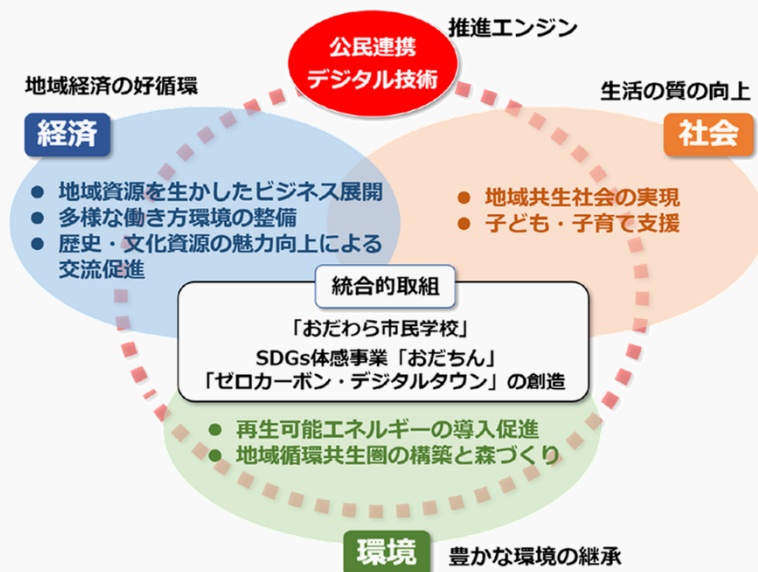 公民連携
デジタル技術
推進エンジン
地域経済の好循環
経済
● 地域資源を生かしたビジネス展開
● 多様な働き方環境の整備
● 歴史・文化資源の魅力向上による
交流促進
生活の質の向上
社会
● 地域共生社会の実現
● 子ども・子育て支援
統合的取組
「おだわら市民学校」
SDGs体感事業「おだちん」
「ゼロカーボン・デジタルタウン」の創造
● 再生可能エネルギーの導入促進
● 地域循環共生圏の構築と森づくり
環境
豊かな環境の継承